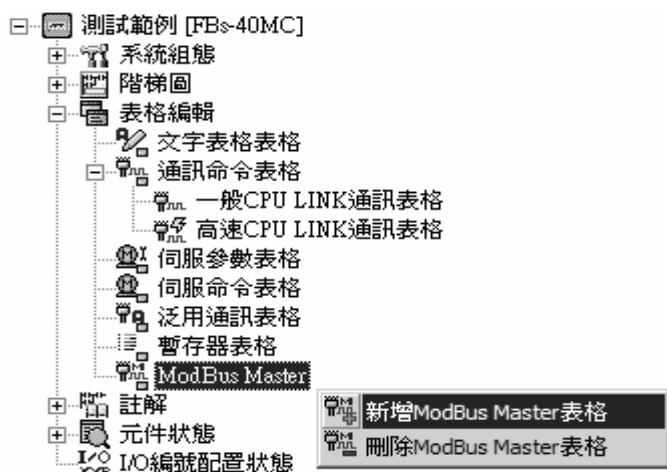 測試範例 [FBs-40MC]
系統組態
階梯圖
表格編輯
文字表格表格
通訊命令表格
一般CPU LINK通訊表格
高速CPU LINK通訊表格
伺服參數表格
伺服命令表格
泛用通訊表格
暫存器表格
ModBus Master
註解
新增ModBus Master表格
元件狀態
刪除ModBus Master表格
I/O編號配置狀態